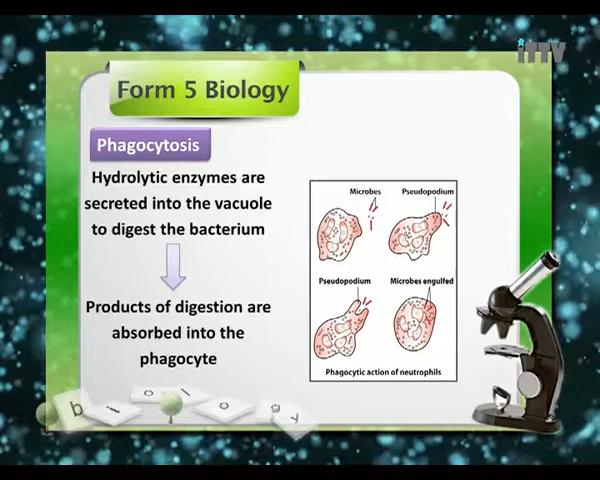 iTTV
Form 5 Biology
Phagocytosis
Hydrolytic enzymes are
secreted into the vacuole
to digest the bacterium
Products of digestion are
absorbed into the
phagocyte
Microbes
Pseudopodium
Pseudopodium
Microbes engulfed
Phagocytic action of neutrophils
b i o l o g y